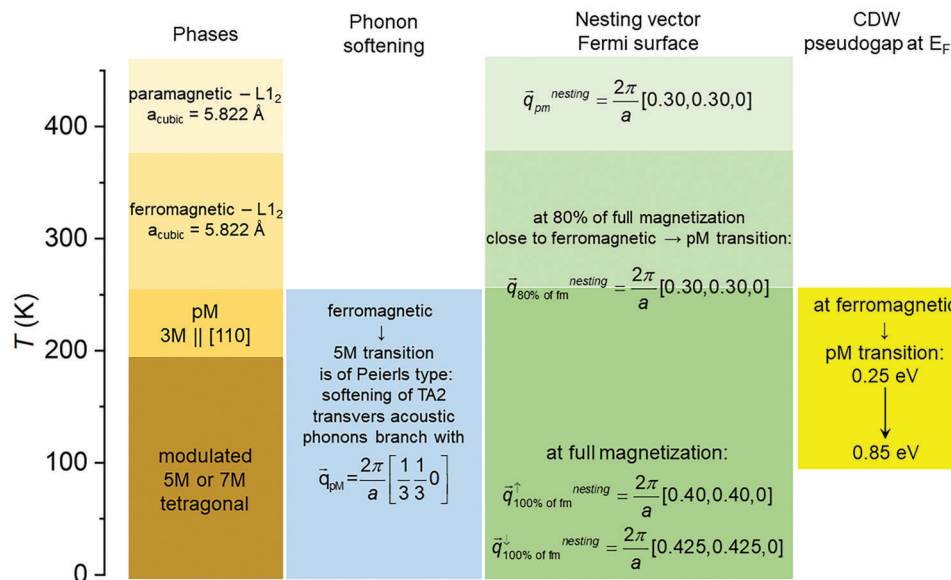 Phases
paramagnetic – L1₂
a_cubic = 5.822 Å
ferromagnetic – L1₂
a_cubic = 5.822 Å
pM
3M || [110]
modulated
5M or 7M
tetragonal
Phonon
softening
ferromagnetic
↓
5M transition
is of Peierls type:
softening of TA2
transvers acoustic
phonons branch with
q⃗_pM = 2π/a [1/3 1/3 0]
Nesting vector
Fermi surface
q⃗_pm^nesting = 2π/a [0.30, 0.30, 0]
at 80% of full magnetization
close to ferromagnetic → pM transition:
q⃗_80% of fm^nesting = 2π/a [0.30, 0.30, 0]
at full magnetization:
q⃗^↑_100% of fm^nesting = 2π/a [0.40, 0.40, 0]
q⃗^↓_100% of fm^nesting = 2π/a [0.425, 0.425, 0]
CDW
pseudogap at E_F
at ferromagnetic
↓
pM transition:
0.25 eV
↓
0.85 eV
T (K)
400
300
200
100
0